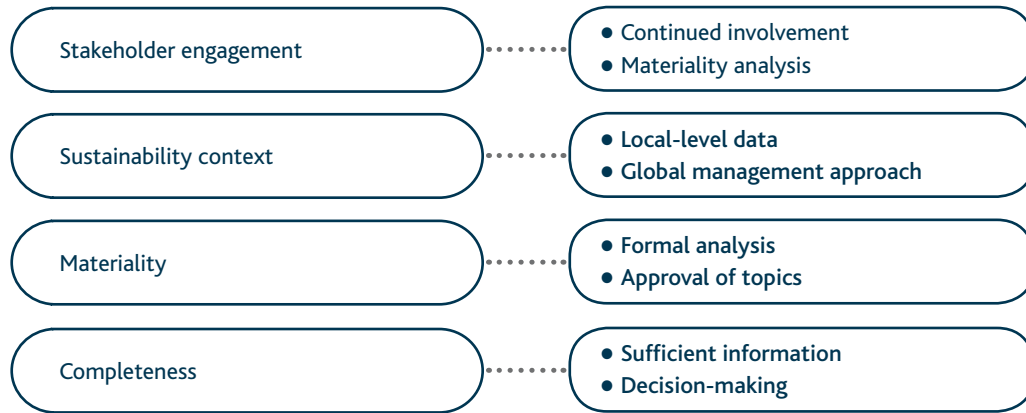 Stakeholder engagement
• Continued involvement
• Materiality analysis
Sustainability context
• Local-level data
• Global management approach
Materiality
• Formal analysis
• Approval of topics
Completeness
• Sufficient information
• Decision-making